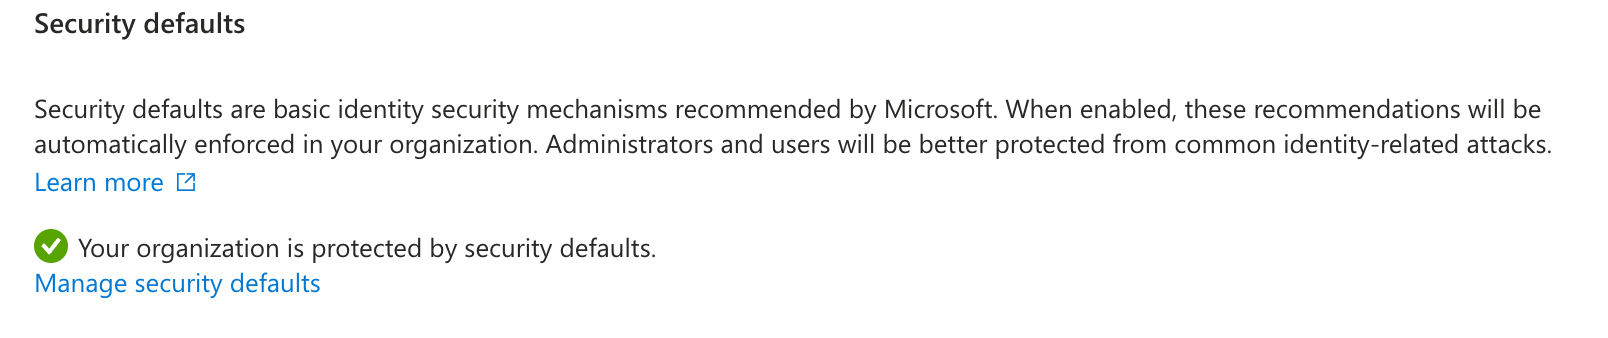 Security defaults
Security defaults are basic identity security mechanisms recommended by Microsoft. When enabled, these recommendations will be
automatically enforced in your organization. Administrators and users will be better protected from common identity-related attacks.
Learn more
Your organization is protected by security defaults.
Manage security defaults